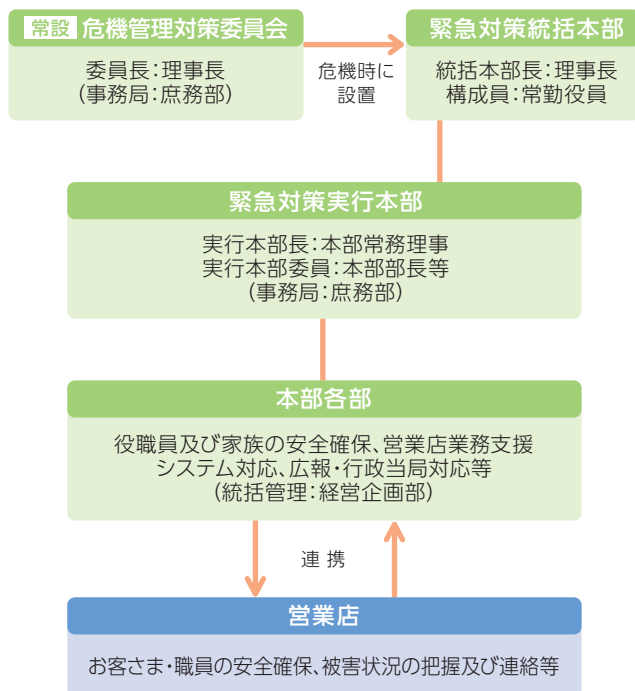 常設 危機管理対策委員会
委員長：理事長
(事務局：庶務部)
危機時に
設置
緊急対策統括本部
統括本部長：理事長
構成員：常勤役員
緊急対策実行本部
実行本部長：本部常務理事
実行本部委員：本部部長等
(事務局：庶務部)
本部各部
役職員及び家族の安全確保、営業店業務支援
システム対応、広報・行政当局対応等
(統括管理：経営企画部)
連 携
営業店
お客さま・職員の安全確保、被害状況の把握及び連絡等